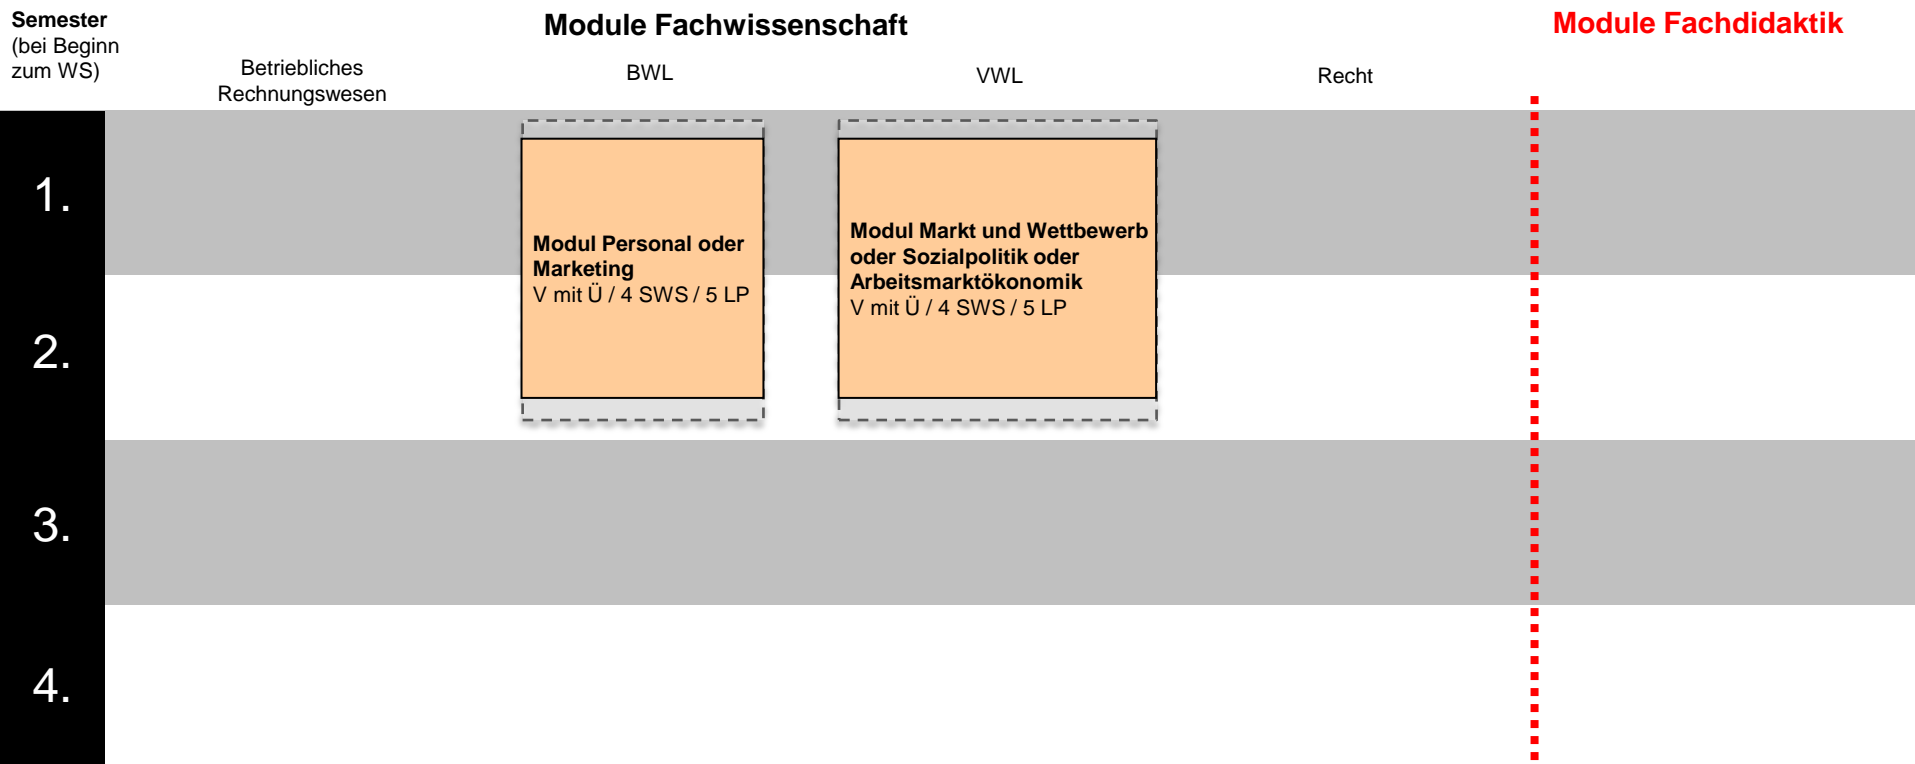 Semester
(bei Beginn
zum WS)
Module Fachwissenschaft
Module Fachdidaktik
Betriebliches
Rechnungswesen
BWL
VWL
Recht
1.
Modul Personal oder
Marketing
V mit Ü / 4 SWS / 5 LP
Modul Markt und Wettbewerb
oder Sozialpolitik oder
Arbeitsmarktökonomik
V mit Ü / 4 SWS / 5 LP
2.
3.
4.